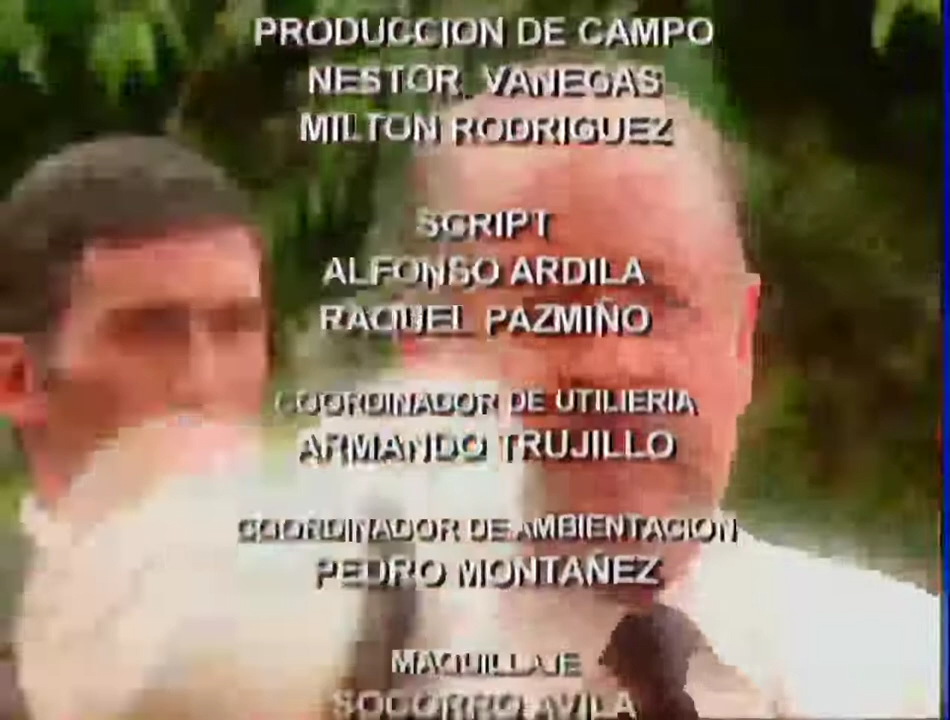 PRODUCCION DE CAMPO
NESTOR VANEGAS
MILTON RODRIGUEZ
SCRIPT
ALFONSO ARDILA
RAQUEL PAZMIÑO
COORDINADOR DE UTILIERIA
ARMANDO TRUJILLO
COORDINADOR DE AMBIENTACION
PEDRO MONTAÑEZ
MAQUILLAJE
SOCORRO AVILA